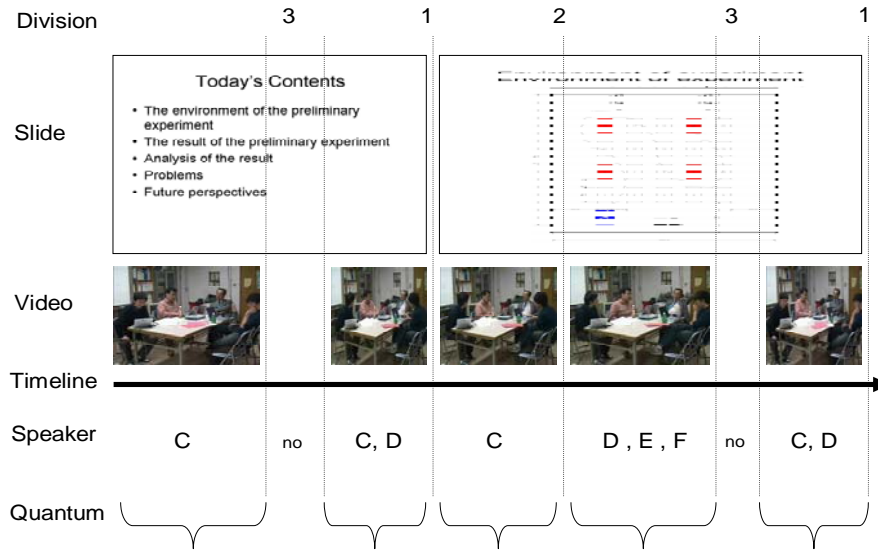 Division 3 1 2 3 1
Slide
Today's Contents
• The environment of the preliminary
experiment
• The result of the preliminary experiment
• Analysis of the result
• Problems
• Future perspectives
Environment of experiment
Video
Timeline
Speaker C no C, D C D , E , F no C, D
Quantum